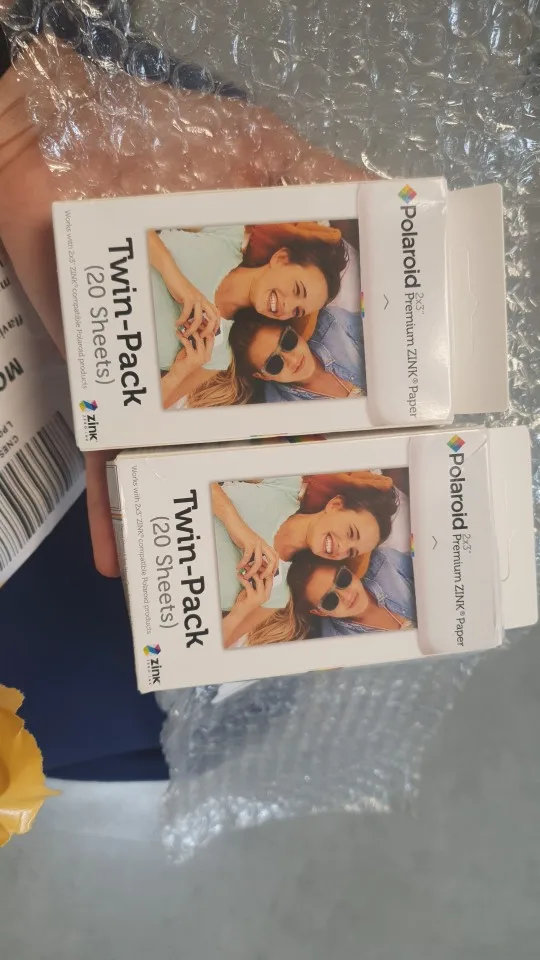 Polaroid
2x3"
Premium ZINK® Paper
Twin-Pack
(20 Sheets)
Works with 2x3" ZINK® compatible Polaroid products
zink
Polaroid
2x3"
Premium ZINK® Paper
Twin-Pack
(20 Sheets)
Works with 2x3" ZINK® compatible Polaroid products
zink